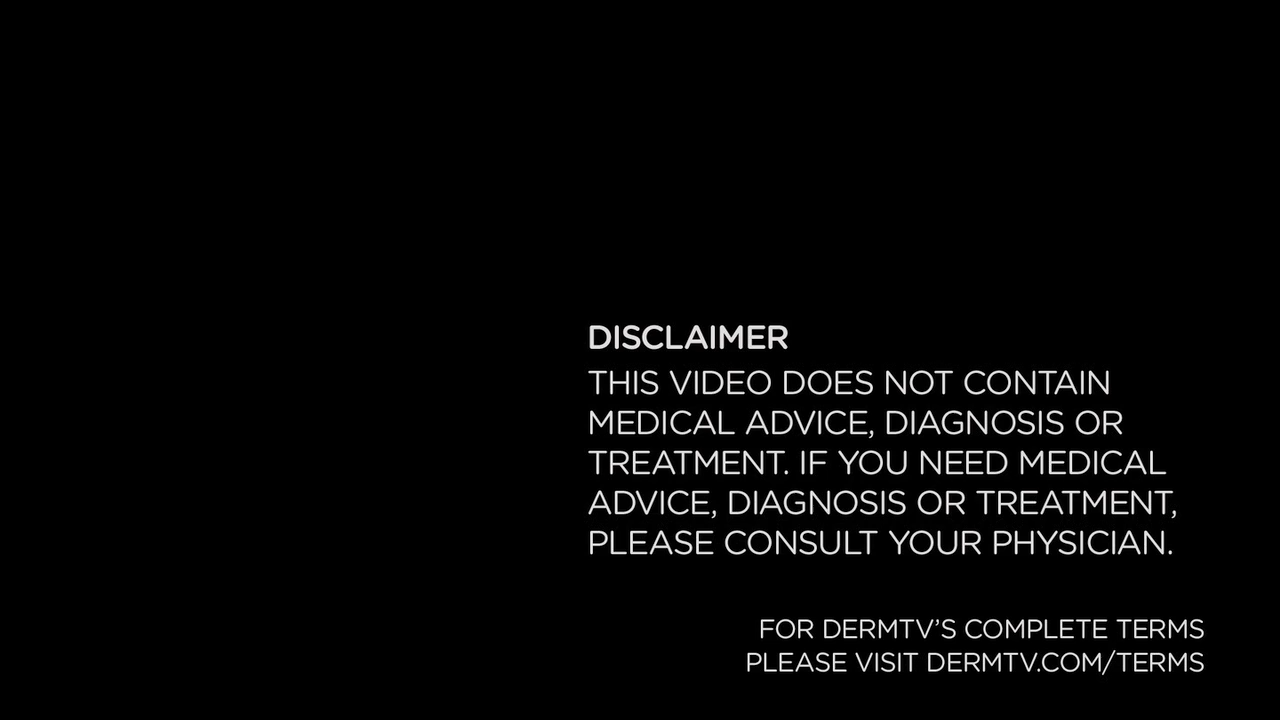 DISCLAIMER
THIS VIDEO DOES NOT CONTAIN
MEDICAL ADVICE, DIAGNOSIS OR
TREATMENT. IF YOU NEED MEDICAL
ADVICE, DIAGNOSIS OR TREATMENT,
PLEASE CONSULT YOUR PHYSICIAN.
FOR DERMTV’S COMPLETE TERMS
PLEASE VISIT DERMTV.COM/TERMS